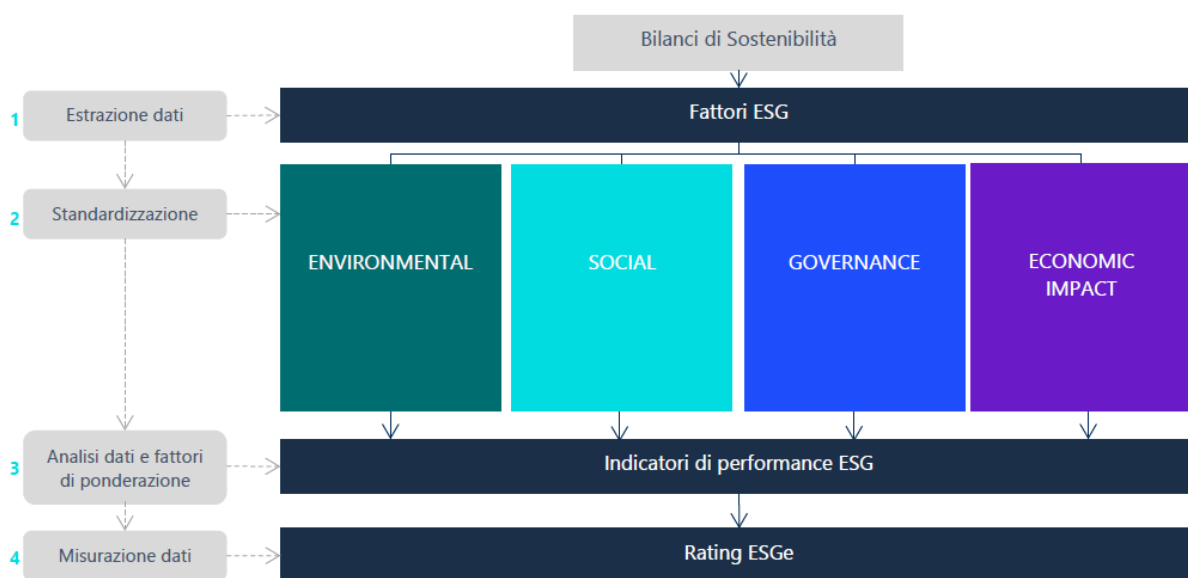 Bilanci di Sostenibilità
1
Estrazione dati
Fattori ESG
2
Standardizzazione
ENVIRONMENTAL
SOCIAL
GOVERNANCE
ECONOMIC
IMPACT
3
Analisi dati e fattori
di ponderazione
Indicatori di performance ESG
4
Misurazione dati
Rating ESGe